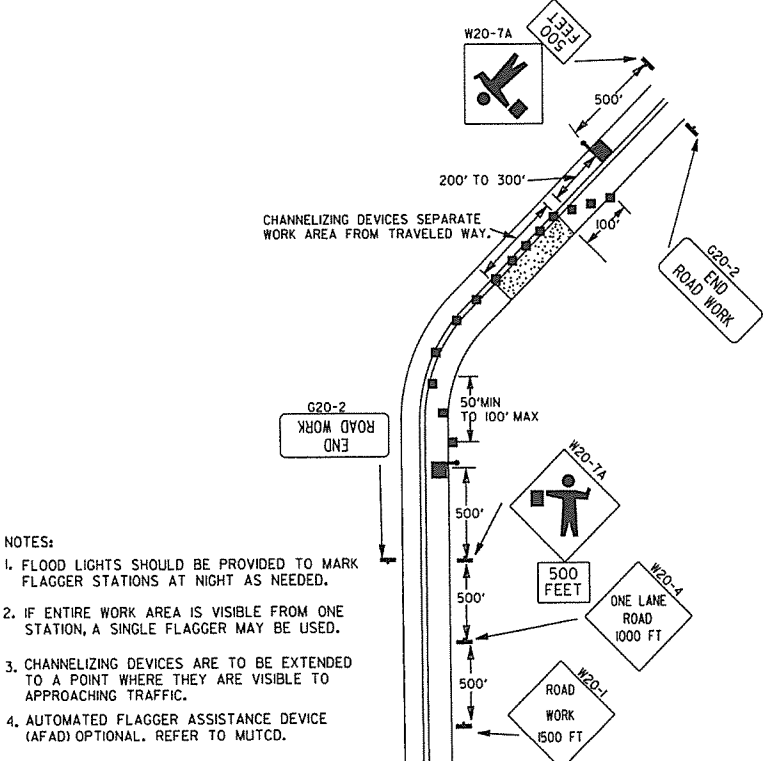 W20-7A
500
FEET
500'
200' TO 300'
CHANNELIZING DEVICES SEPARATE
WORK AREA FROM TRAVELED WAY.
100'
G20-2
END
ROAD WORK
50'MIN
TO 100' MAX
G20-2
END
ROAD WORK
W20-7A
500'
500
FEET
500'
W20-4
ONE LANE
ROAD
1000 FT
500'
W20-1
ROAD
WORK
1500 FT
NOTES:
1. FLOOD LIGHTS SHOULD BE PROVIDED TO MARK
FLAGGER STATIONS AT NIGHT AS NEEDED.
2. IF ENTIRE WORK AREA IS VISIBLE FROM ONE
STATION, A SINGLE FLAGGER MAY BE USED.
3. CHANNELIZING DEVICES ARE TO BE EXTENDED
TO A POINT WHERE THEY ARE VISIBLE TO
APPROACHING TRAFFIC.
4. AUTOMATED FLAGGER ASSISTANCE DEVICE
(AFAD) OPTIONAL. REFER TO MUTCD.